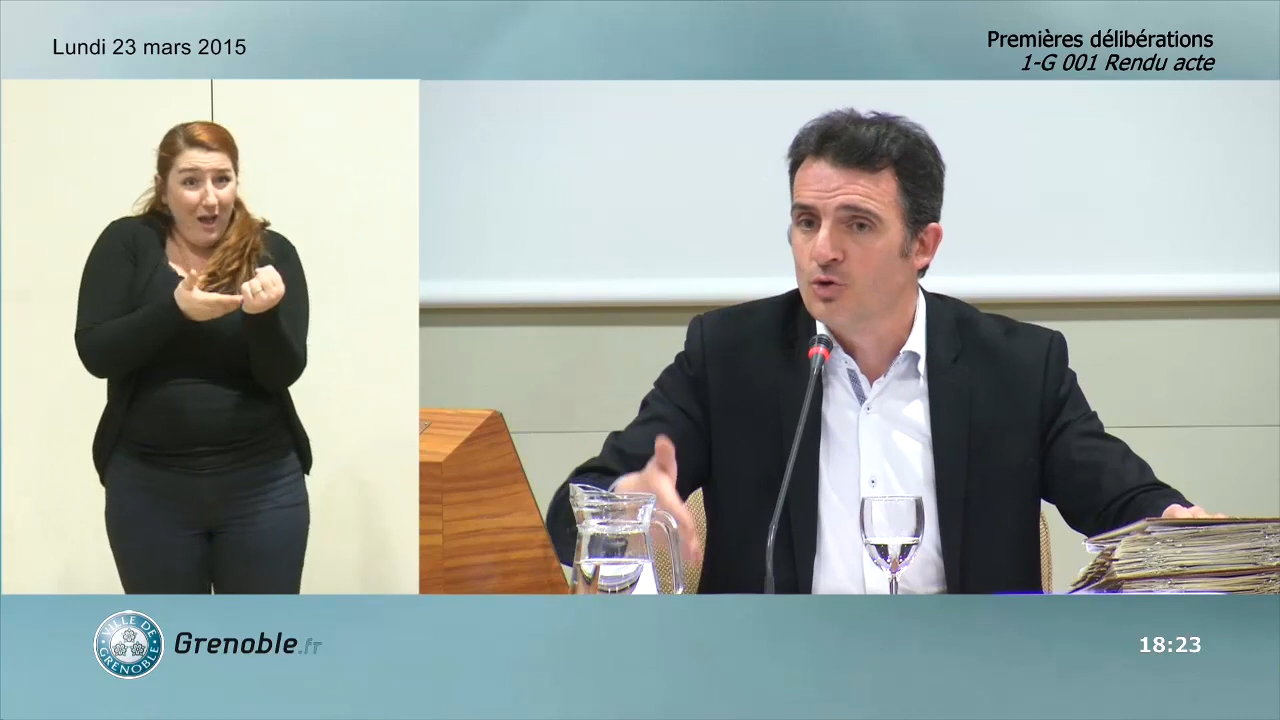 Lundi 23 mars 2015
Premières délibérations
1-G 001 Rendu acte
VILLE DE
GRENOBLE
Grenoble.fr
18:23